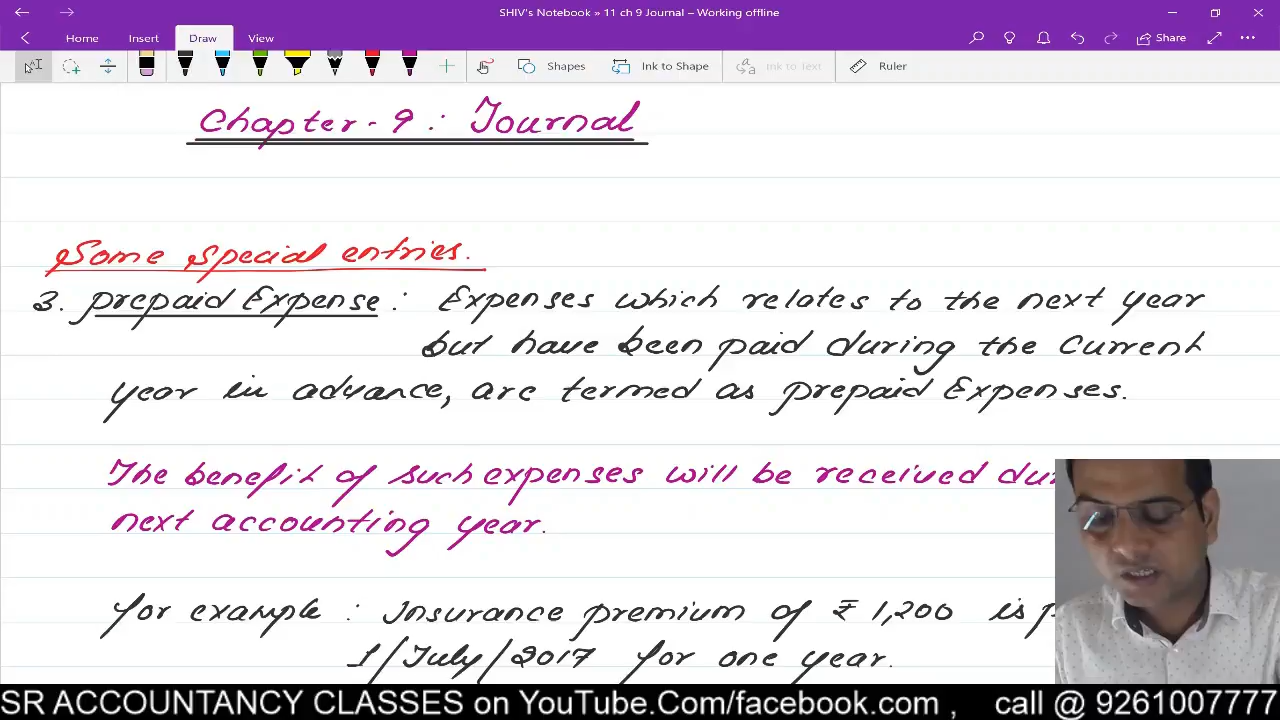 SHIV's Notebook » 11 ch 9 Journal – Working offline
Home Insert Draw View
Share
Shapes Ink to Shape Ink to Text Ruler
Chapter - 9 : Journal
Some special entries.
3. prepaid Expense : Expenses which relates to the next year
but have been paid during the current
year in advance, are termed as prepaid Expenses.
The benefit of such expenses will be received
next accounting year.
for example : Insurance premium of ₹ 1,200 is
1/July/2017 for one year.
SR ACCOUNTANCY CLASSES on YouTube.Com/facebook.com , call @ 9261007777